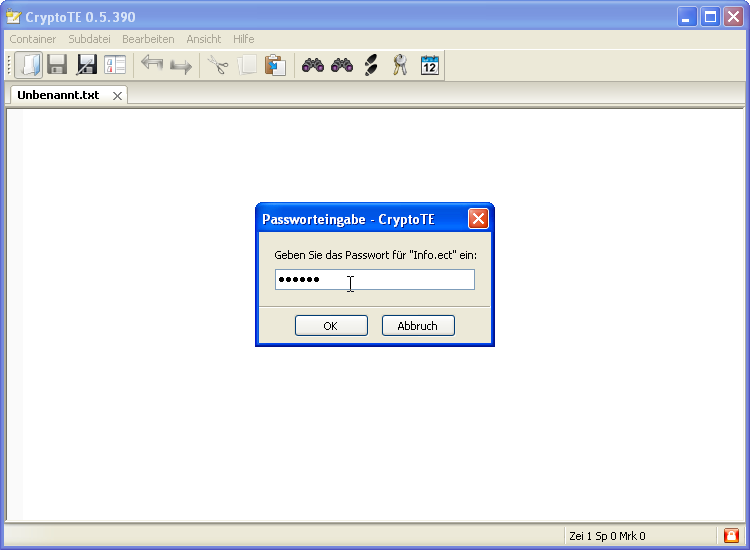 CryptoTE 0.5.390
Container Subdatei Bearbeiten Ansicht Hilfe
12
Unbenannt.txt
Passworteingabe - CryptoTE
Geben Sie das Passwort für "Info.ect" ein:
••••••
OK Abbruch
Zei 1 Sp 0 Mrk 0